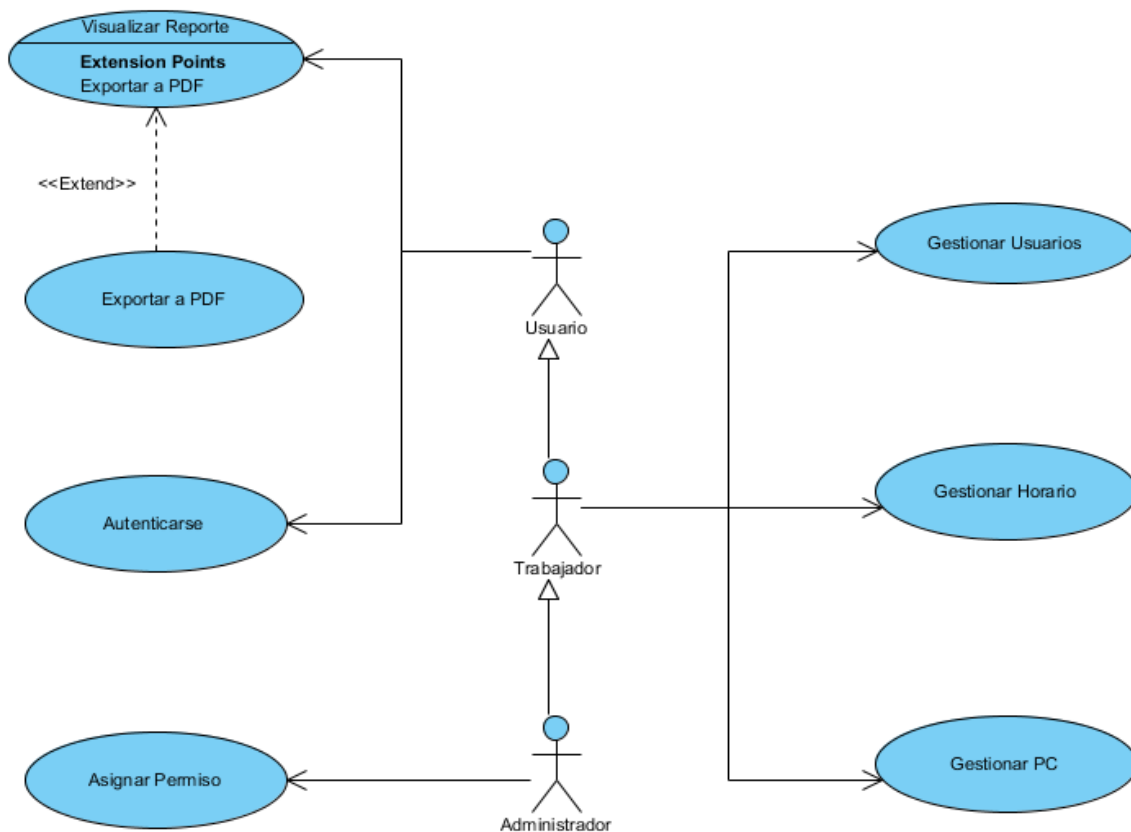 Visualizar Reporte
Extension Points
Exportar a PDF
<<Extend>>
Exportar a PDF
Usuario
Gestionar Usuarios
Autenticarse
Trabajador
Gestionar Horario
Asignar Permiso
Administrador
Gestionar PC